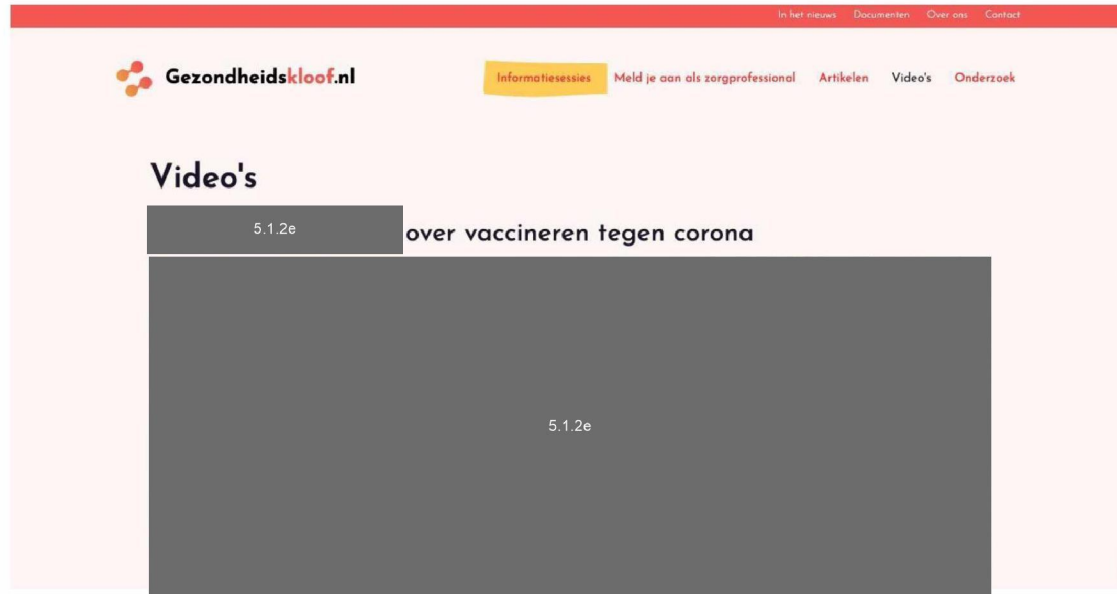 In het nieuws Documenten Over ons Contact
Gezondheidskloof.nl Informatiesessies Meld je aan als zorgprofessional Artikelen Video's Onderzoek
Video's
5.1.2e over vaccineren tegen corona
5.1.2e